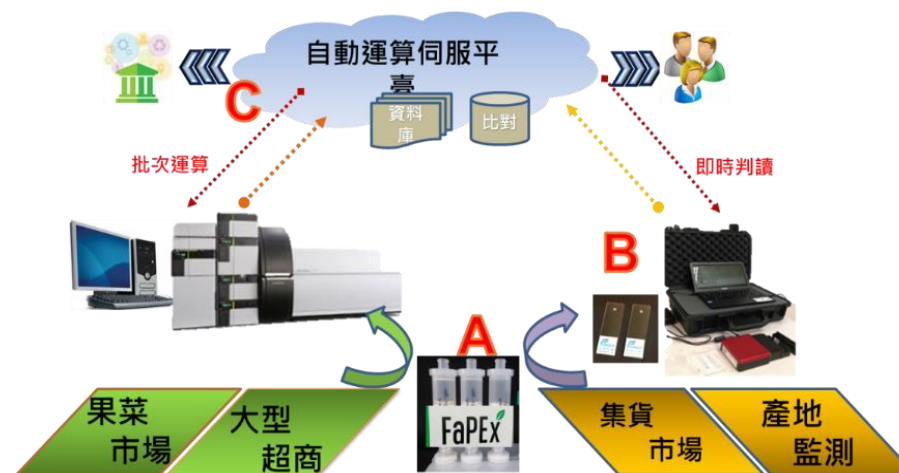 自動運算伺服平
臺
資料
庫
比對
C
批次運算
即時判讀
B
A
FaPEx
果菜
市場
大型
超商
集貨
市場
產地
監測